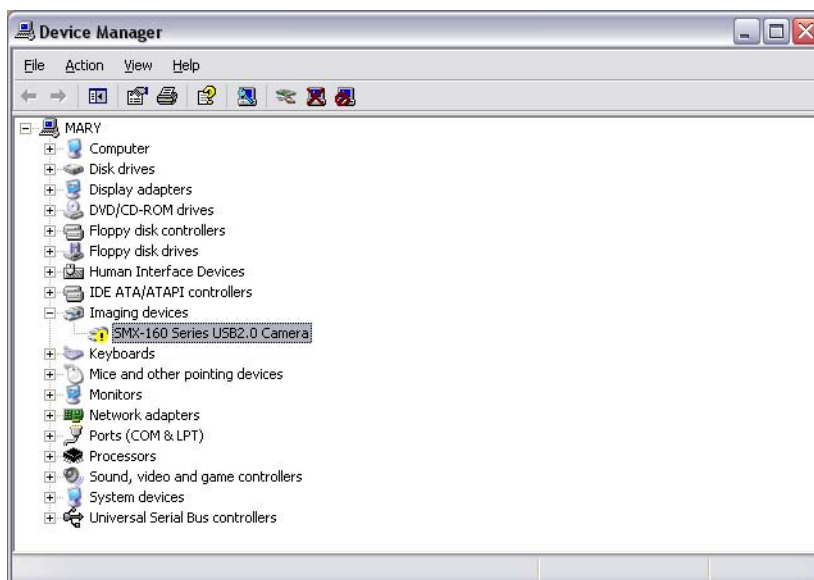 Device Manager
File Action View Help
MARY
Computer
Disk drives
Display adapters
DVD/CD-ROM drives
Floppy disk controllers
Floppy disk drives
Human Interface Devices
IDE ATA/ATAPI controllers
Imaging devices
SMX-160 Series USB2.0 Camera
Keyboards
Mice and other pointing devices
Monitors
Network adapters
Ports (COM & LPT)
Processors
Sound, video and game controllers
System devices
Universal Serial Bus controllers